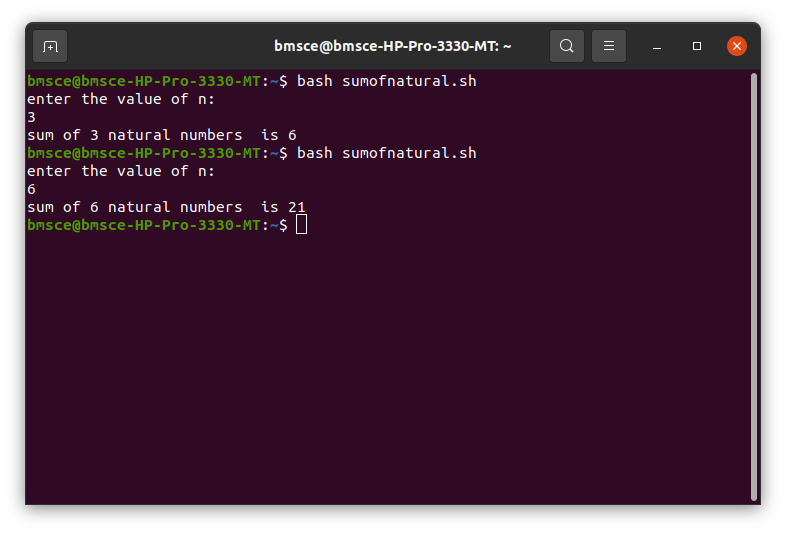 bmsce@bmsce-HP-Pro-3330-MT: ~
bmsce@bmsce-HP-Pro-3330-MT:~$ bash sumofnatural.sh
enter the value of n:
3
sum of 3 natural numbers  is 6
bmsce@bmsce-HP-Pro-3330-MT:~$ bash sumofnatural.sh
enter the value of n:
6
sum of 6 natural numbers  is 21
bmsce@bmsce-HP-Pro-3330-MT:~$